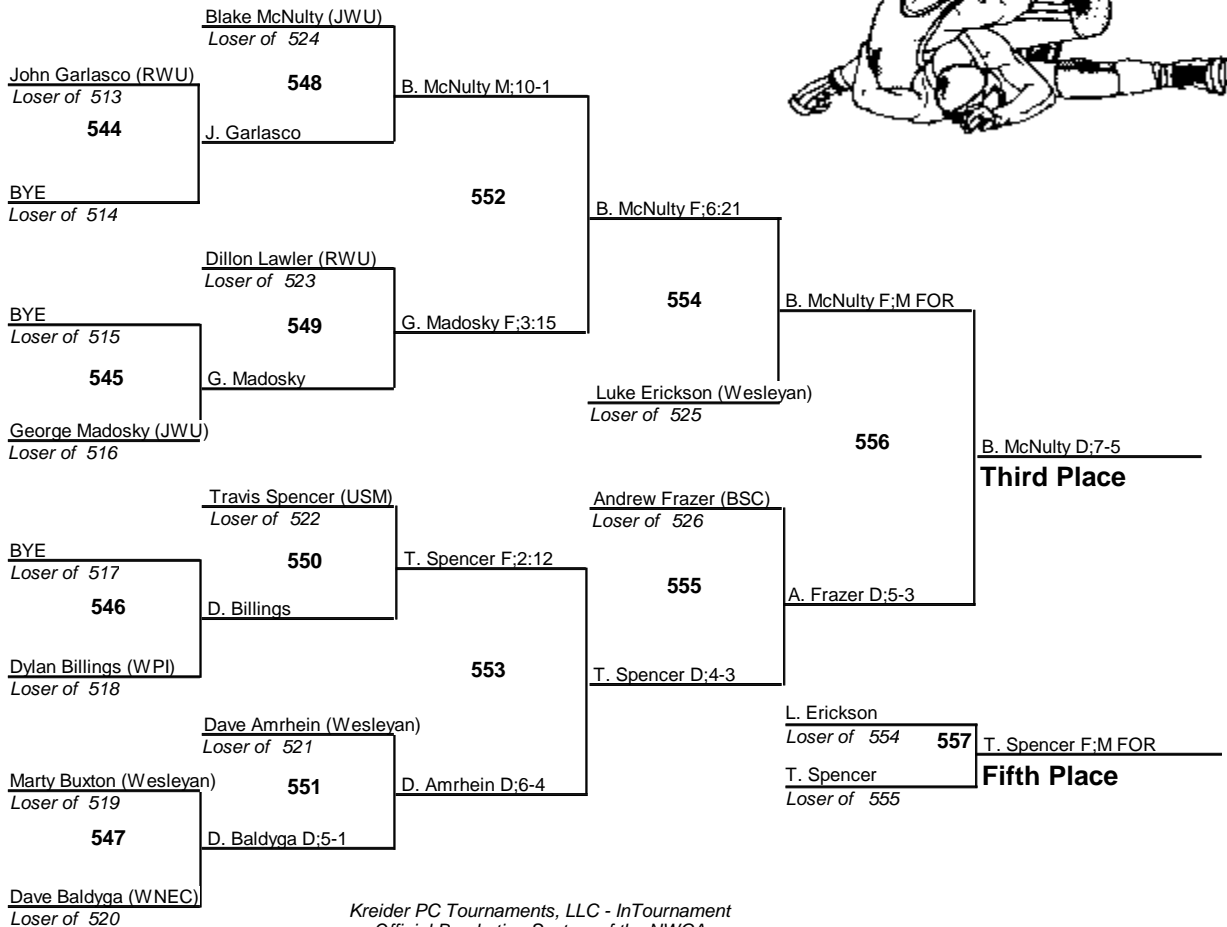 Blake McNulty (JWU)
Loser of 524
John Garlasco (RWU)
Loser of 513
548
B. McNulty M;10-1
544
J. Garlasco
BYE
Loser of 514
552
B. McNulty F;6:21
Dillon Lawler (RWU)
Loser of 523
554
B. McNulty F;M FOR
BYE
Loser of 515
549
G. Madosky F;3:15
545
G. Madosky
Luke Erickson (Wesleyan)
Loser of 525
George Madosky (JWU)
Loser of 516
556
B. McNulty D;7-5
Third Place
Travis Spencer (USM)
Loser of 522
Andrew Frazer (BSC)
Loser of 526
BYE
Loser of 517
550
T. Spencer F;2:12
555
546
D. Billings
A. Frazer D;5-3
Dylan Billings (WPI)
Loser of 518
553
T. Spencer D;4-3
Dave Amrhein (Wesleyan)
Loser of 521
L. Erickson
Loser of 554
557
T. Spencer F;M FOR
Fifth Place
T. Spencer
Loser of 555
Marty Buxton (Wesleyan)
Loser of 519
551
D. Amrhein D;6-4
547
D. Baldyga D;5-1
Dave Baldyga (WNEC)
Loser of 520
Kreider PC Tournaments, LLC - InTournament